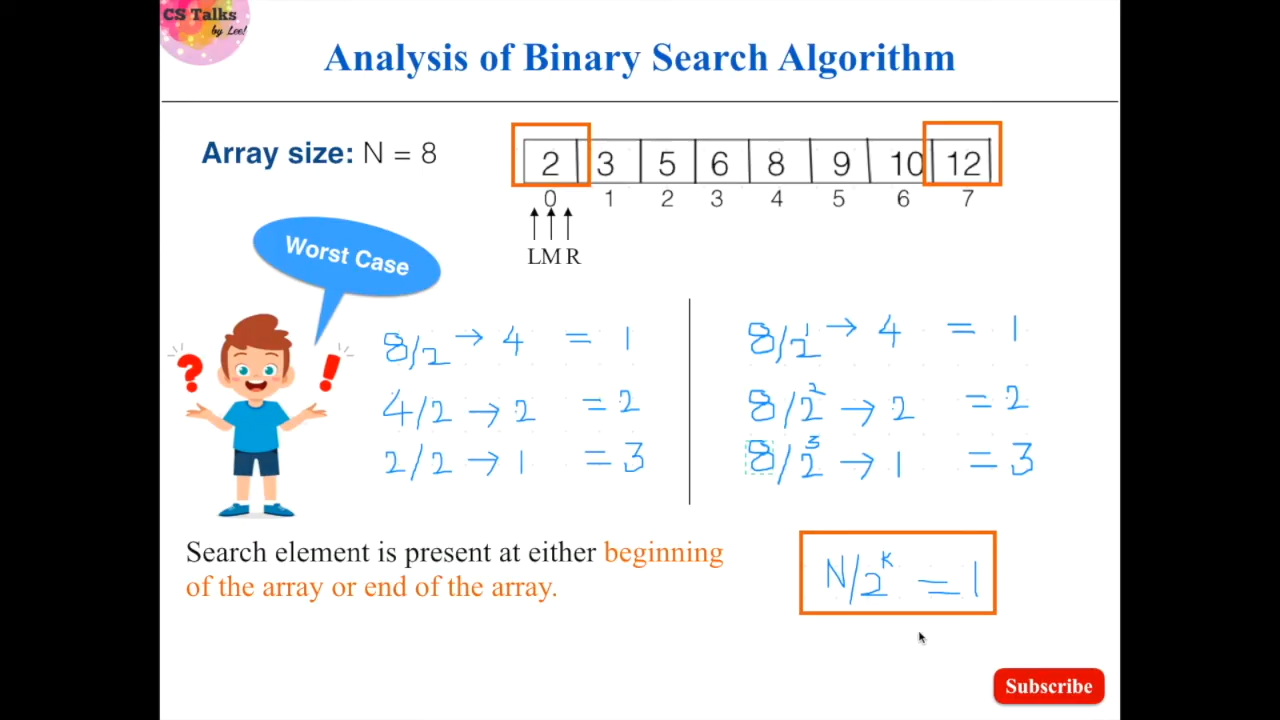 CS Talks
by Lee!
Analysis of Binary Search Algorithm
Array size: N = 8
2 3 5 6 8 9 10 12
0 1 2 3 4 5 6 7
L M R
Worst Case
? !
8/2 → 4 = 1
4/2 → 2 = 2
2/2 → 1 = 3
8/2¹ → 4 = 1
8/2² → 2 = 2
8/2³ → 1 = 3
Search element is present at either beginning
of the array or end of the array.
N/2ᵏ = 1
Subscribe